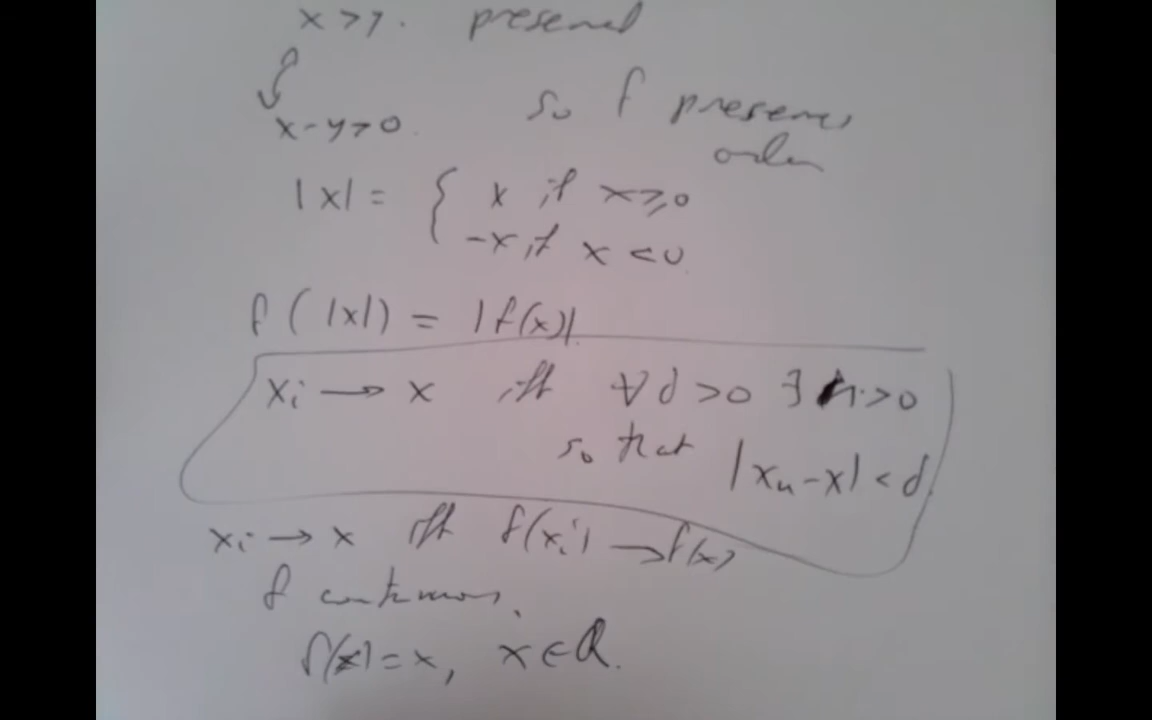 x > y. preserved
x - y > 0.
so f preserves
order
|x| = { x if x ≥ 0
-x if x < 0
f(|x|) = |f(x)|.
xᵢ → x iff ∀ d > 0 ∃ n > 0
so that |xₙ - x| < d.
xᵢ → x iff f(xᵢ) → f(x)
f continuous.
f(x) = x, x ∈ Q.